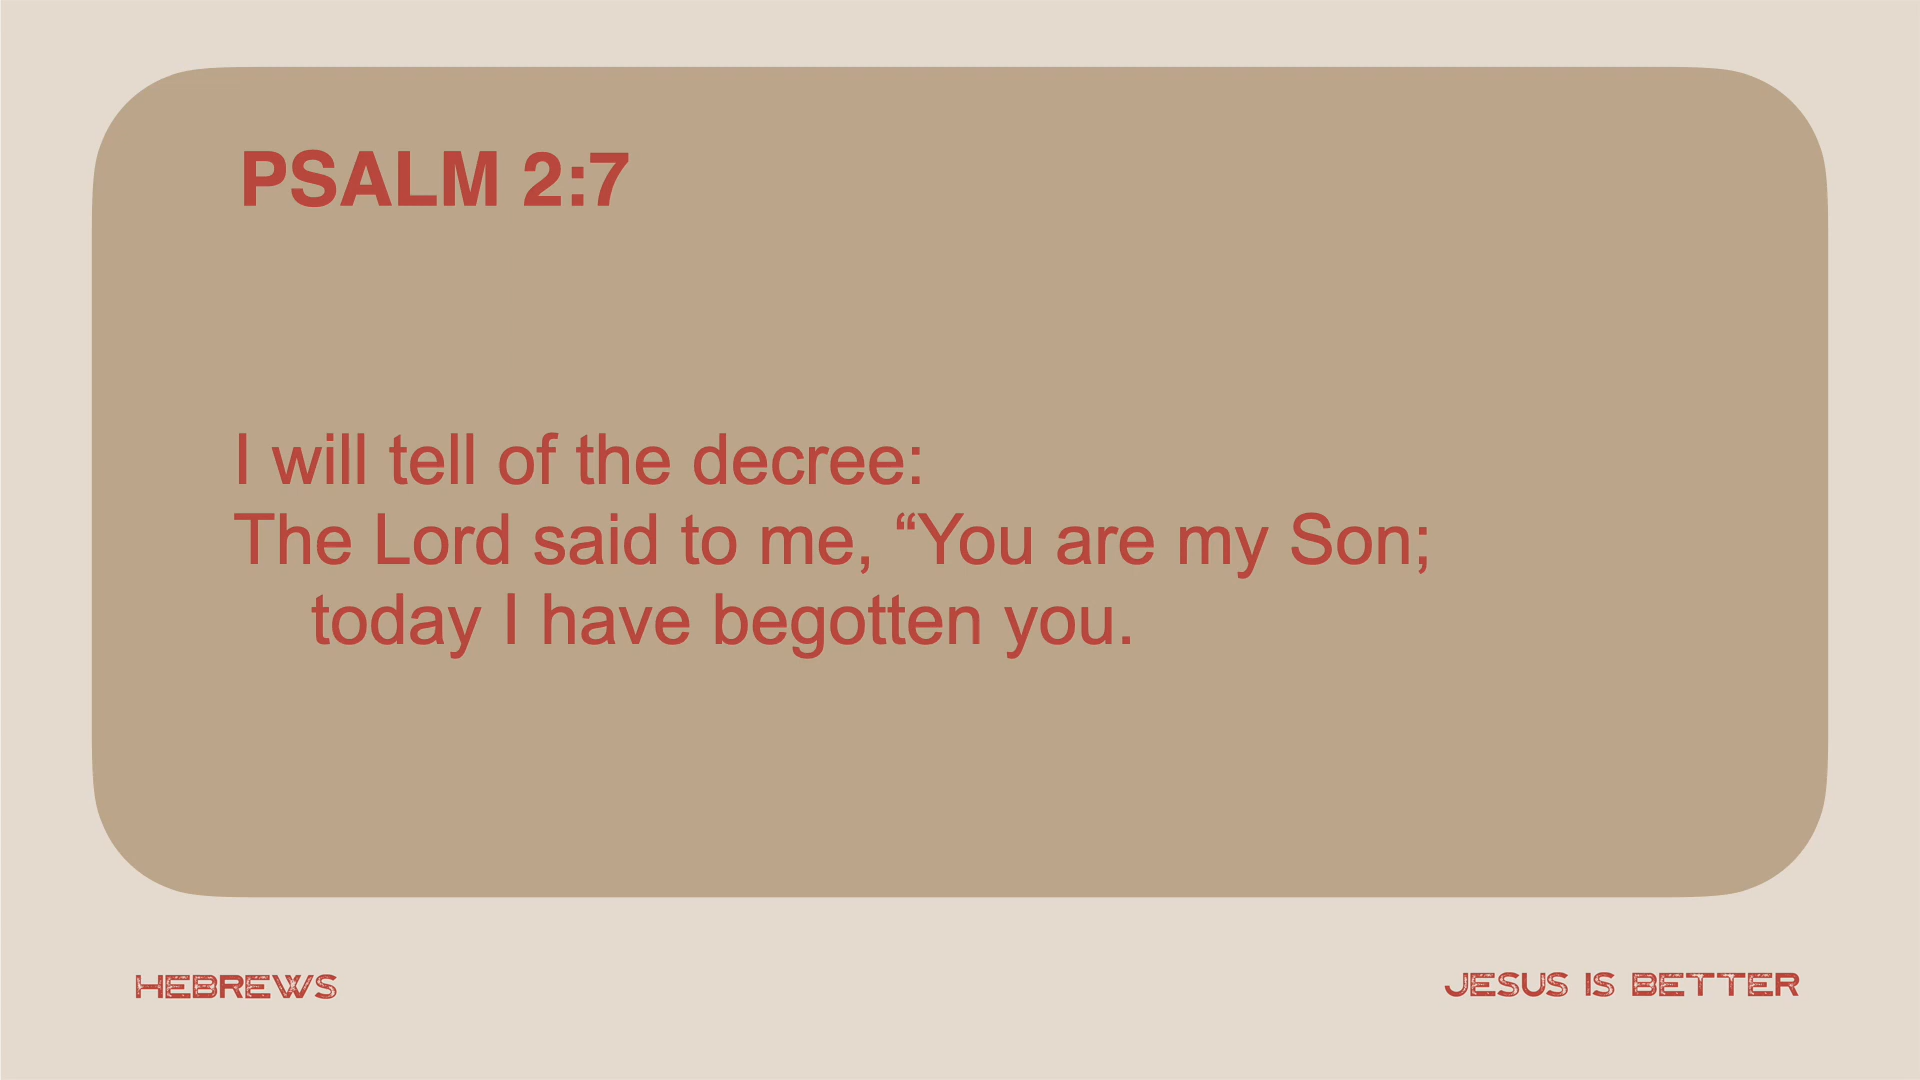 PSALM 2:7
I will tell of the decree:
The Lord said to me, “You are my Son;
today I have begotten you.
HEBREWS
JESUS IS BETTER